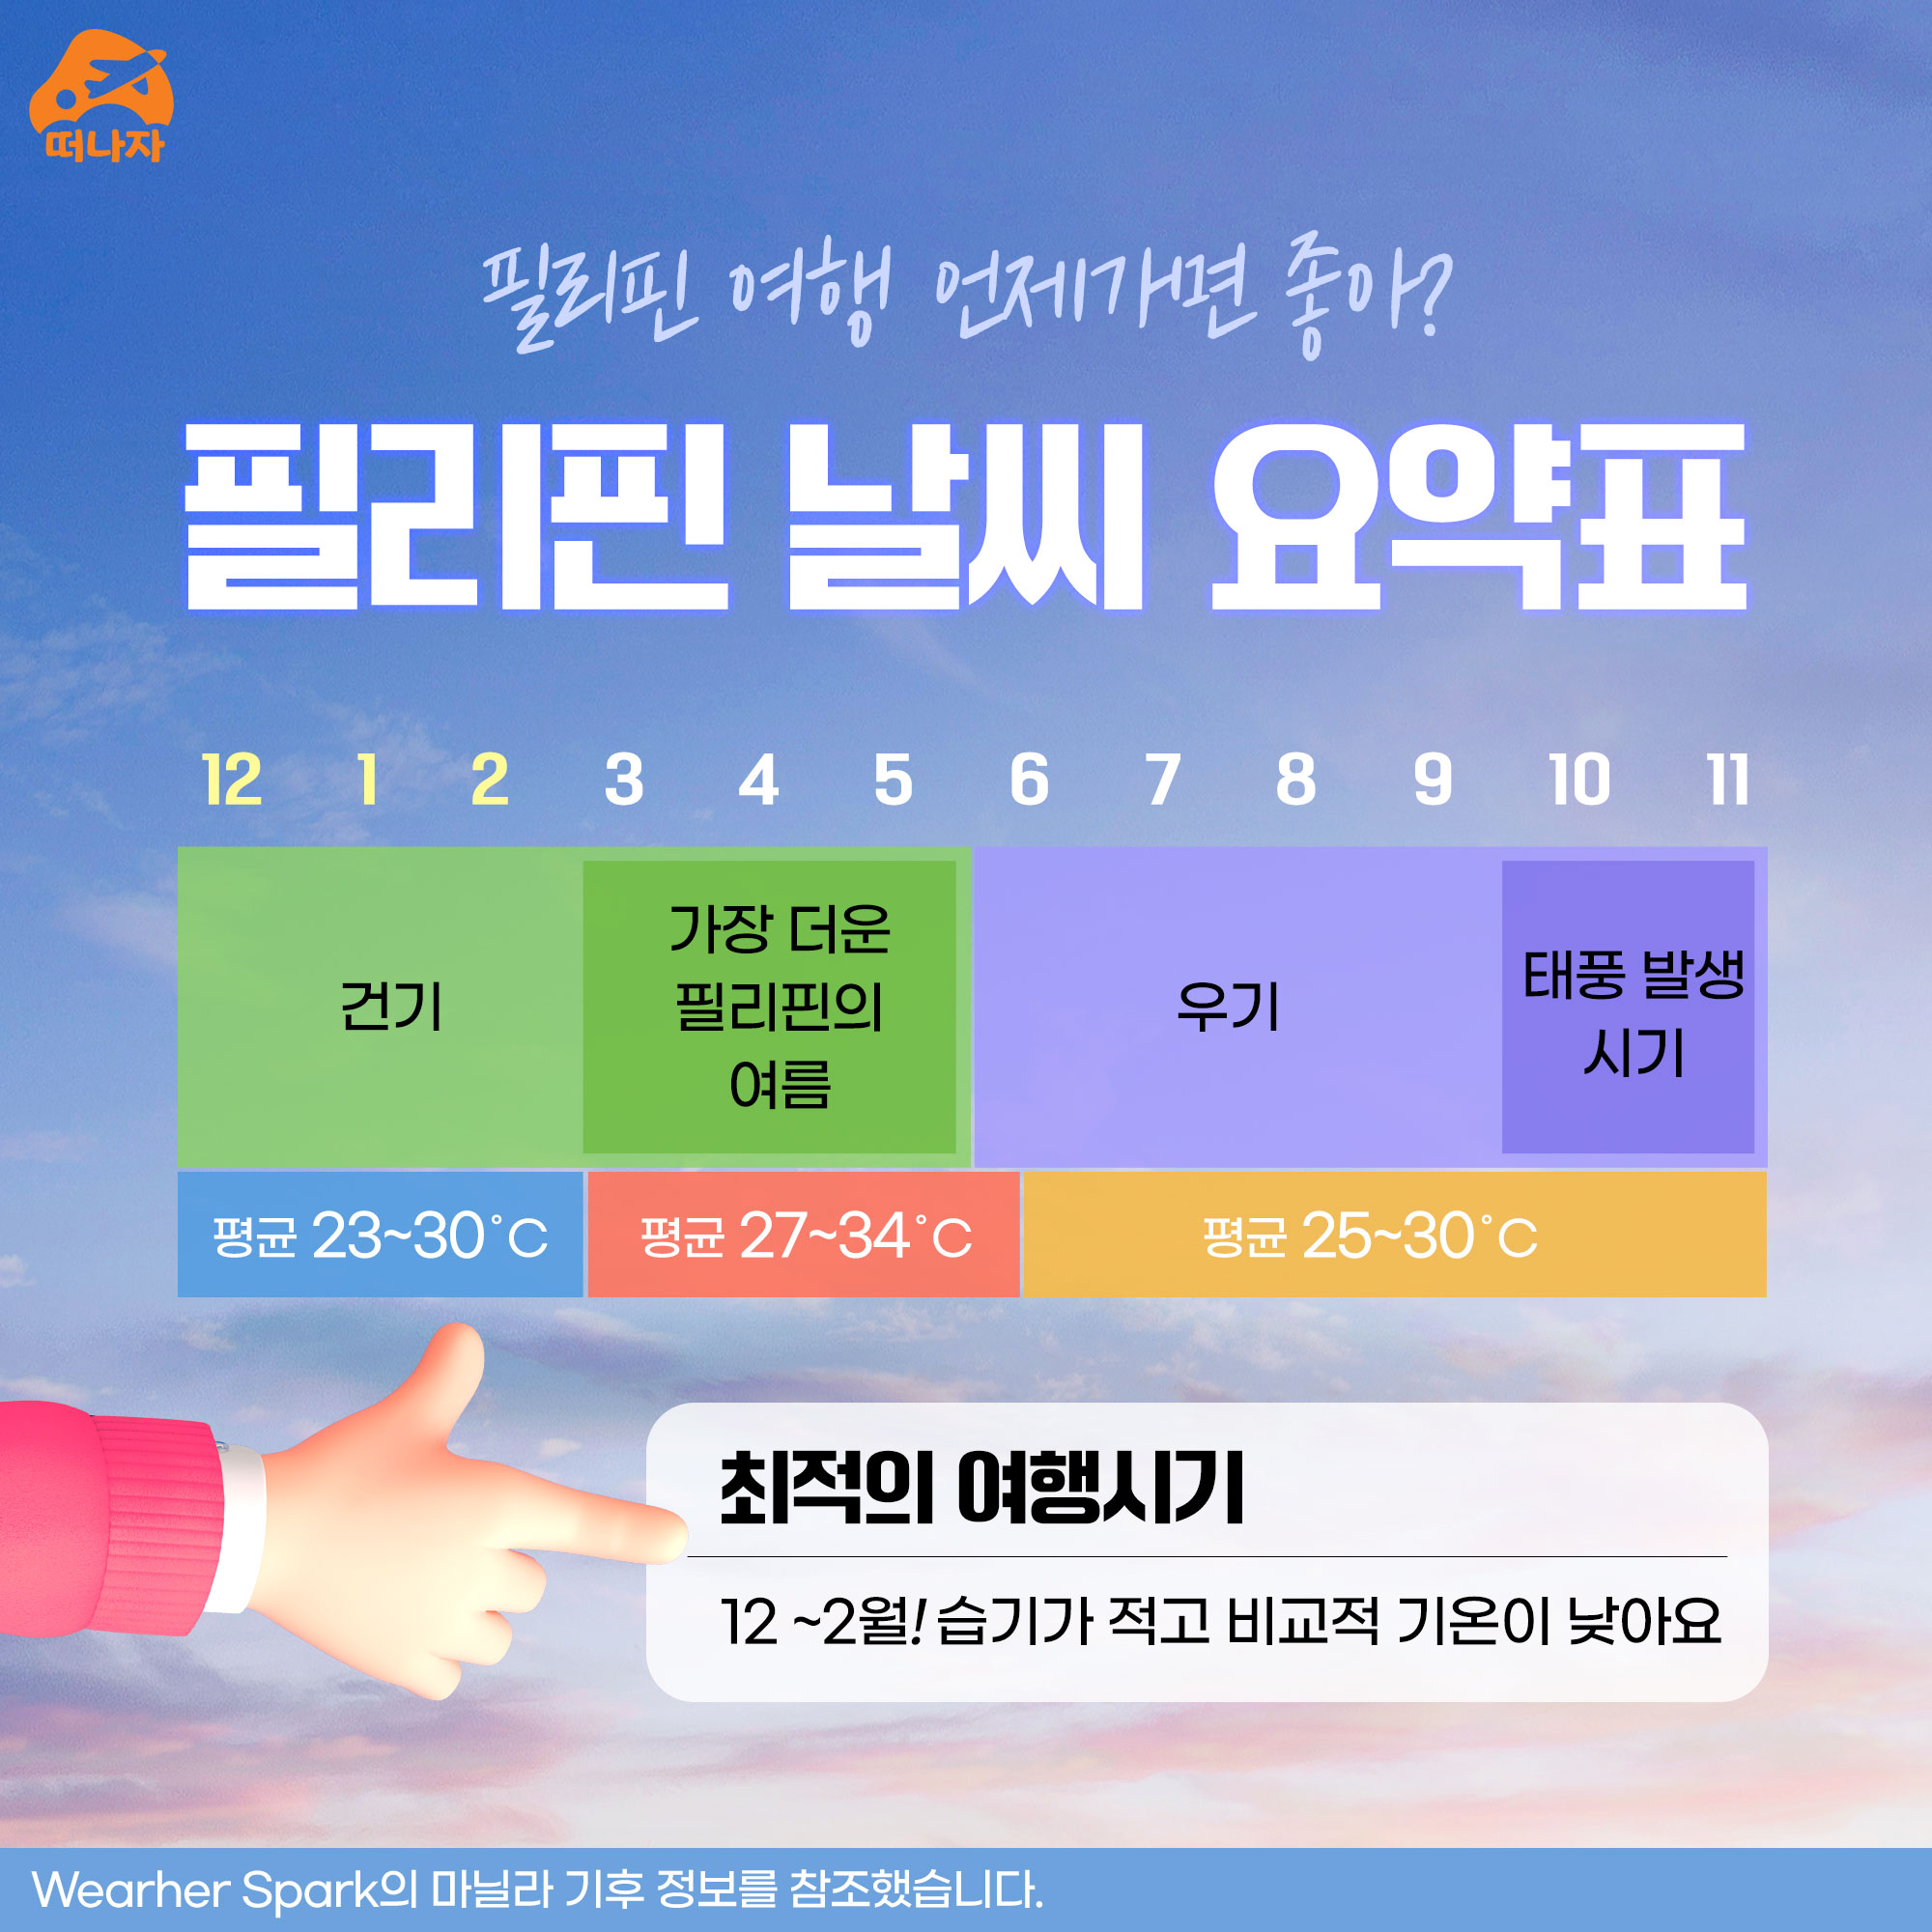 떠나자
필리핀 여행 언제가면 좋아?
필리핀 날씨 요약표
12 1 2 3 4 5 6 7 8 9 10 11
건기
가장 더운
필리핀의
여름
우기
태풍 발생
시기
평균 23~30°C
평균 27~34°C
평균 25~30°C
최적의 여행시기
12 ~2월! 습기가 적고 비교적 기온이 낮아요
Wearher Spark의 마닐라 기후 정보를 참조했습니다.